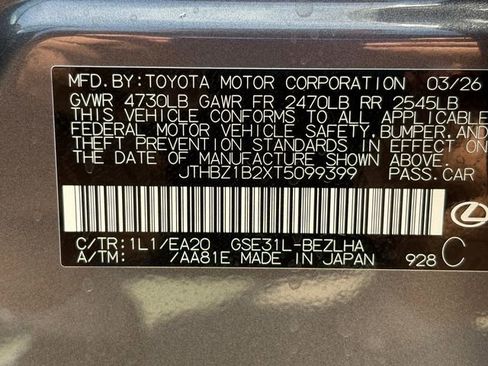 MFD.BY:TOYOTA MOTOR CORPORATION 03/26
GVWR 4730LB GAWR FR 2470LB RR 2545LB
THIS VEHICLE CONFORMS TO ALL APPLICABLE
FEDERAL MOTOR VEHICLE SAFETY,BUMPER,AND
THEFT PREVENTION STANDARDS IN EFFECT ON
THE DATE OF MANUFACTURE SHOWN ABOVE.
JTHBZ1B2XT5099399 PASS.CAR
C/TR:1L1/EA20 GSE31L-BEZLHA
A/TM: /AA81E MADE IN JAPAN 928 C